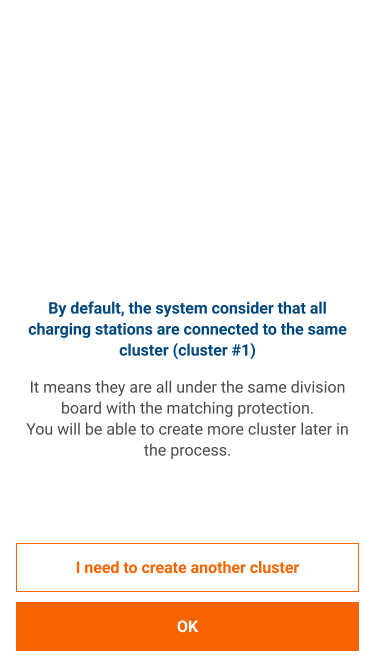 By default, the system consider that all
charging stations are connected to the same
cluster (cluster #1)
It means they are all under the same division
board with the matching protection.
You will be able to create more cluster later in
the process.
I need to create another cluster
OK